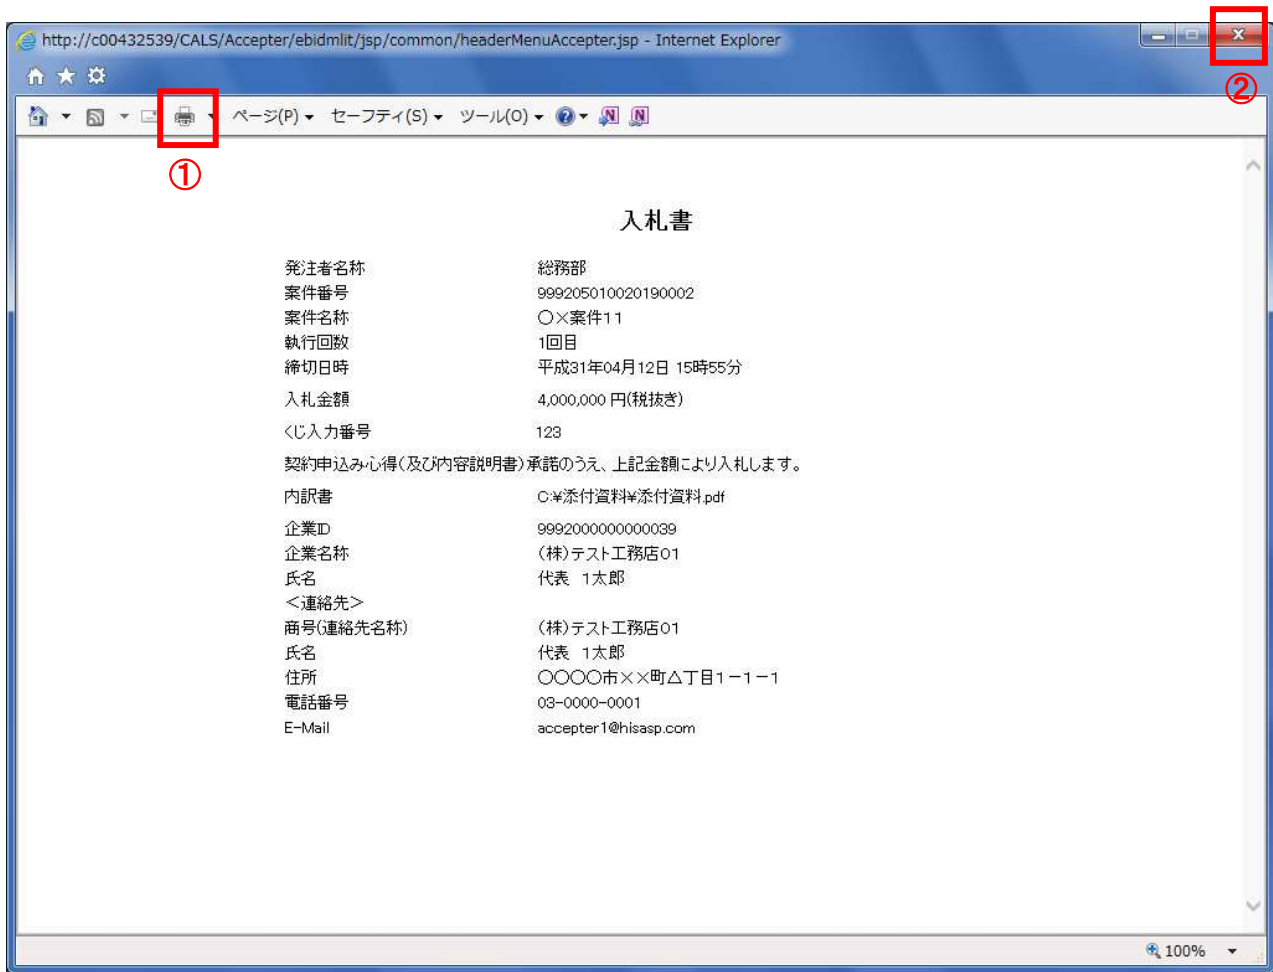 http://c00432539/CALS/Accepter/ebidmlit/jsp/common/headerMenuAccepter.jsp - Internet Explorer
②
ページ(P) セーフティ(S) ツール(O)
①
入札書
発注者名称 総務部
案件番号 999205010020190002
案件名称 〇×案件11
執行回数 1回目
締切日時 平成31年04月12日 15時55分
入札金額 4,000,000 円(税抜き)
くじ入力番号 123
契約申込み心得(及び内容説明書)承諾のうえ、上記金額により入札します。
内訳書 C:¥添付資料¥添付資料.pdf
企業ID 9992000000000039
企業名称 (株)テスト工務店01
氏名 代表 1太郎
<連絡先>
商号(連絡先名称) (株)テスト工務店01
氏名 代表 1太郎
住所 〇〇〇〇市××町△丁目1-1-1
電話番号 03-0000-0001
E-Mail accepter1@hisasp.com
100%